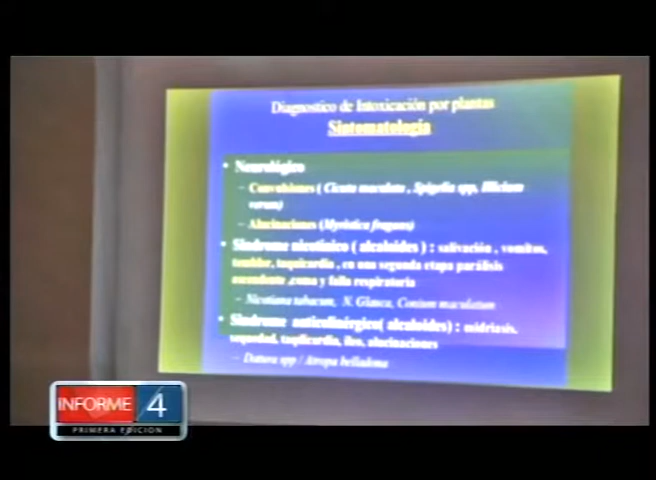 Diagnostico de Intoxicación por plantas
Sintomatología
• Neurológico
– Convulsiones ( Cicuta maculata , Spigelia spp, Illicium
verum)
– Alucinaciones (Myristica fragans)
• Síndrome nicotínico ( alcaloides ) : salivación , vomitos,
temblor, taquicardia , en una segunda etapa parálisis
ascendente ,coma y falla respiratoria
– Nicotiana tabacum, N. Glauca, Conium maculatum
• Síndrome anticolinérgico( alcaloides) : midriasis,
sequedad, taquicardia, ileo, alucinaciones
– Datura spp / Atropa belladona
INFORME 4
PRIMERA EDICION